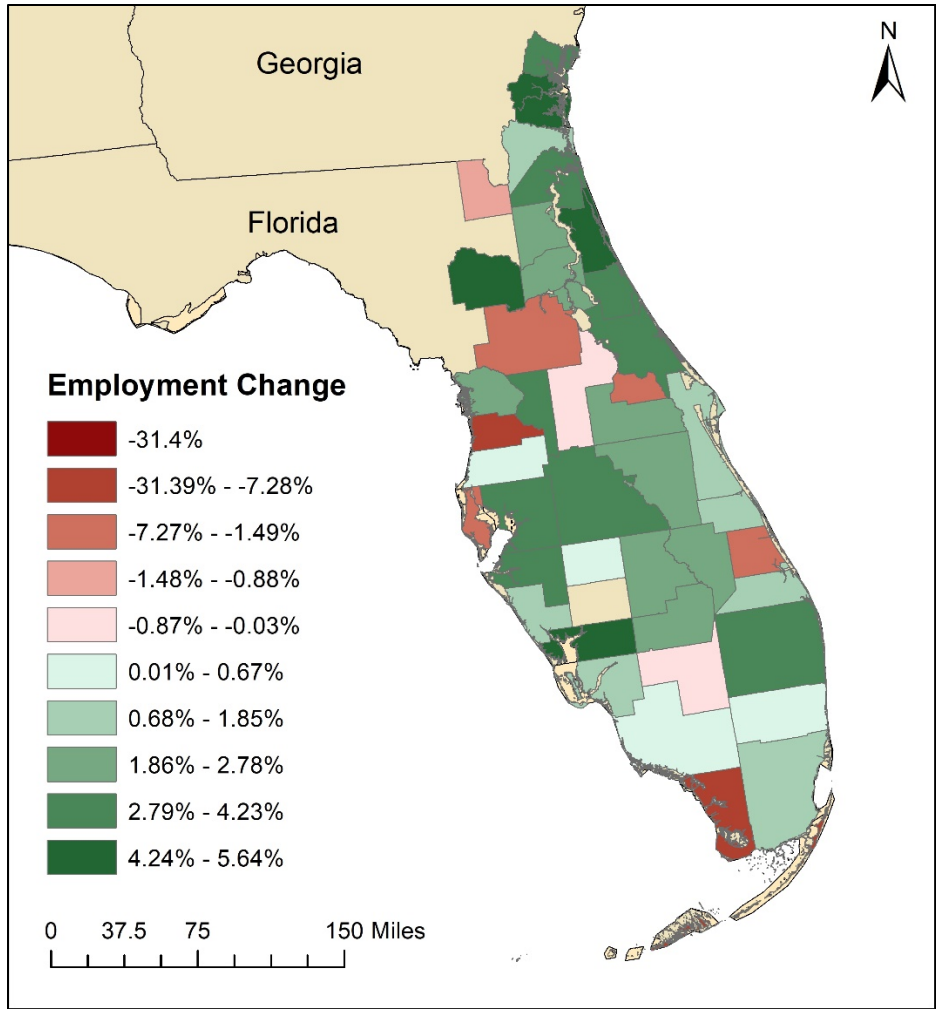 N
Georgia
Florida
Employment Change
-31.4%
-31.39% - -7.28%
-7.27% - -1.49%
-1.48% - -0.88%
-0.87% - -0.03%
0.01% - 0.67%
0.68% - 1.85%
1.86% - 2.78%
2.79% - 4.23%
4.24% - 5.64%
0 37.5 75 150 Miles